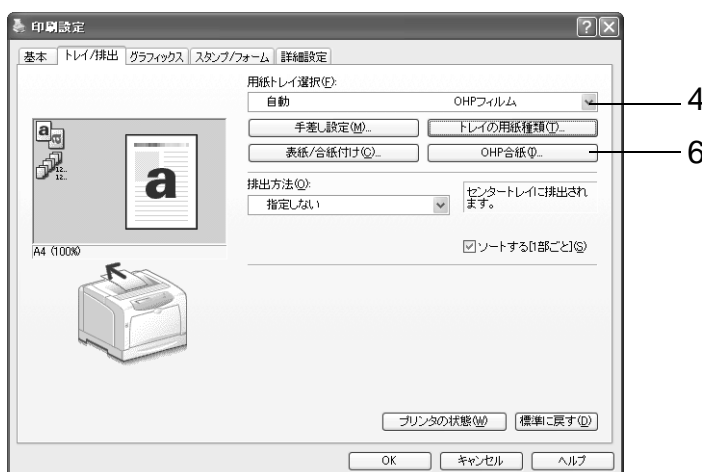 印刷設定
基本 トレイ/排出 グラフィックス スタンプ/フォーム 詳細設定
用紙トレイ選択(F):
自動 OHPフィルム
4
手差し設定(M)... トレイの用紙種類(T)...
表紙/合紙付け(C)... OHP合紙(I)...
6
排出方法(O):
指定しない
センタートレイに排出されます。
ソートする[1部ごと](S)
a
a
12..
12..
a
A4 (100%)
プリンタの状態(W) 標準に戻す(D)
OK キャンセル ヘルプ